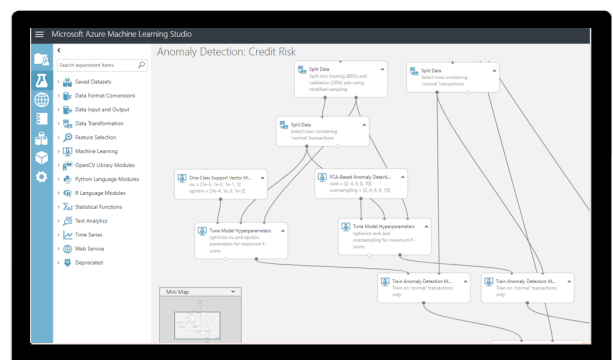 Microsoft Azure Machine Learning Studio
Search experiment items
Saved Datasets
Data Format Conversions
Data Input and Output
Data Transformation
Feature Selection
Machine Learning
OpenCV Library Modules
Python Language Modules
R Language Modules
Statistical Functions
Text Analytics
Time Series
Web Service
Deprecated
Anomaly Detection: Credit Risk
Split Data
Split into training (80%) and
validation (20%) sets using
stratified sampling
Split Data
Select rows containing
'normal' transactions
Split Data
Select rows containing
'normal' transactions
One-Class Support Vector M...
nu = [1e-3, 1e-2, 1e-1, 1]
epsilon = [1e-4, 1e-3, 1e-2]
PCA-Based Anomaly Detecti...
rank = [2, 4, 6, 8, 10]
oversampling = [2, 4, 6, 8, 10]
Tune Model Hyperparameters
optimize nu and epsilon
parameters for maximum F-
score
Tune Model Hyperparameters
optimize rank and
oversampling for maximum F-
score
Train Anomaly Detection M...
Train on 'normal' transactions
only
Train Anomaly Detection M...
Train on 'normal' transactions
only
Mini Map